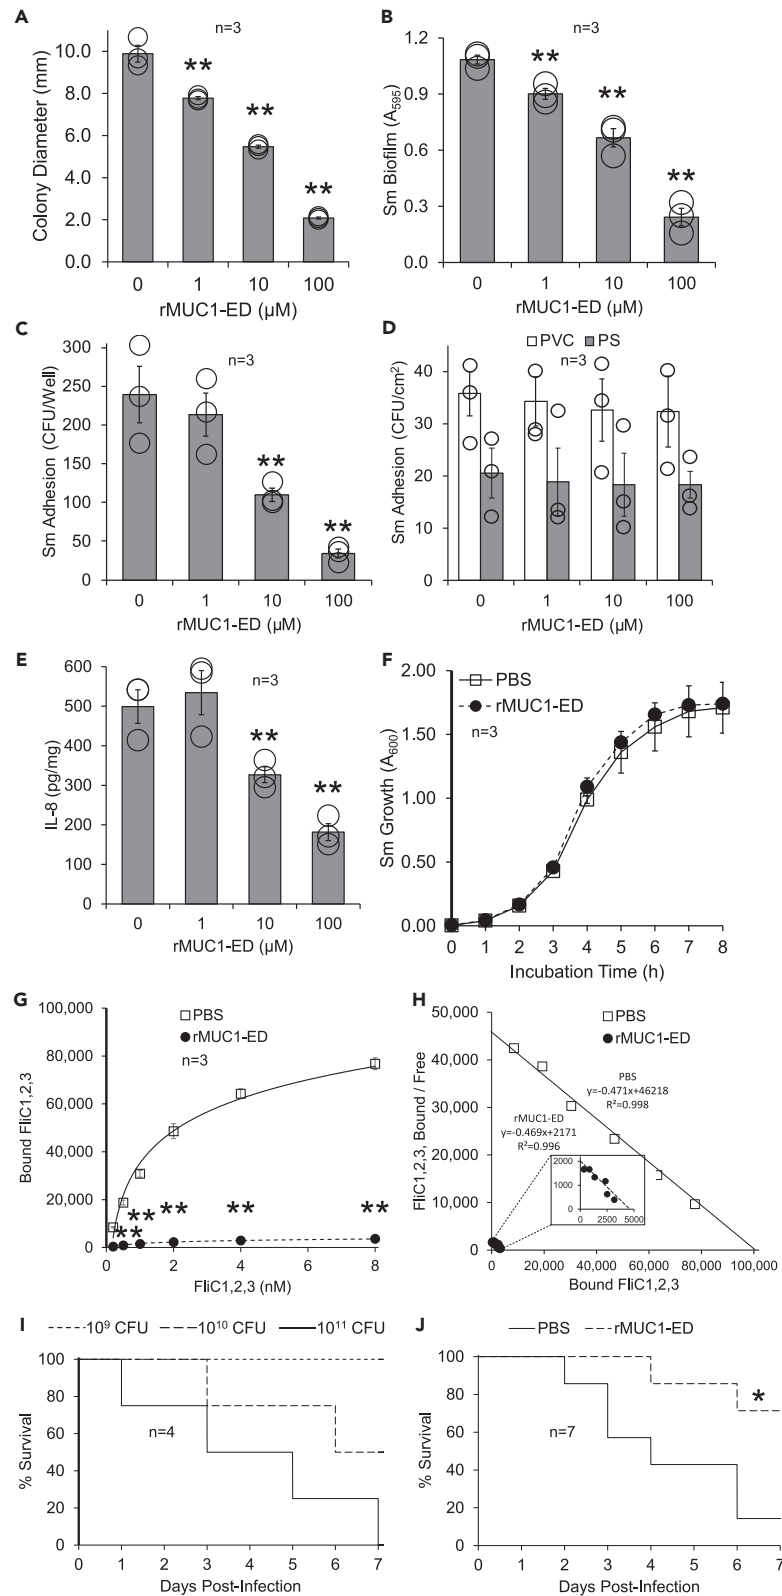 A
n=3
**
**
**
10.0
8.0
6.0
4.0
2.0
0.0
Colony Diameter (mm)
0 1 10 100
rMUC1-ED (µM)
B
n=3
**
**
**
1.2
0.9
0.6
0.3
0.0
Sm Biofilm (A595)
0 1 10 100
rMUC1-ED (µM)
C
n=3
**
**
300
250
200
150
100
50
0
Sm Adhesion (CFU/Well)
0 1 10 100
rMUC1-ED (µM)
D
PVC PS
n=3
40
30
20
10
0
Sm Adhesion (CFU/cm²)
0 1 10 100
rMUC1-ED (µM)
E
n=3
**
**
600
500
400
300
200
100
0
IL-8 (pg/mg)
0 1 10 100
rMUC1-ED (µM)
F
PBS
rMUC1-ED
n=3
2.00
1.50
1.00
0.50
0.00
Sm Growth (A600)
0 1 2 3 4 5 6 7 8
Incubation Time (h)
G
PBS
rMUC1-ED
n=3
100,000
80,000
60,000
40,000
20,000
0
Bound FliC1,2,3
** ** ** ** **
0 2 4 6 8
FliC1,2,3 (nM)
H
PBS
rMUC1-ED
50,000
40,000
30,000
20,000
10,000
0
FliC1,2,3, Bound / Free
PBS
y=-0.471x+46218
R²=0.998
rMUC1-ED
y=-0.469x+2171
R²=0.996
2000
1000
0
0 2500 5000
0 20,000 40,000 60,000 80,000 100,000
Bound FliC1,2,3
I
10⁹ CFU 10¹⁰ CFU 10¹¹ CFU
100
80
60
40
20
0
% Survival
n=4
0 1 2 3 4 5 6 7
Days Post-Infection
J
PBS rMUC1-ED
100
80
60
40
20
0
% Survival
*
n=7
0 1 2 3 4 5 6 7
Days Post-Infection